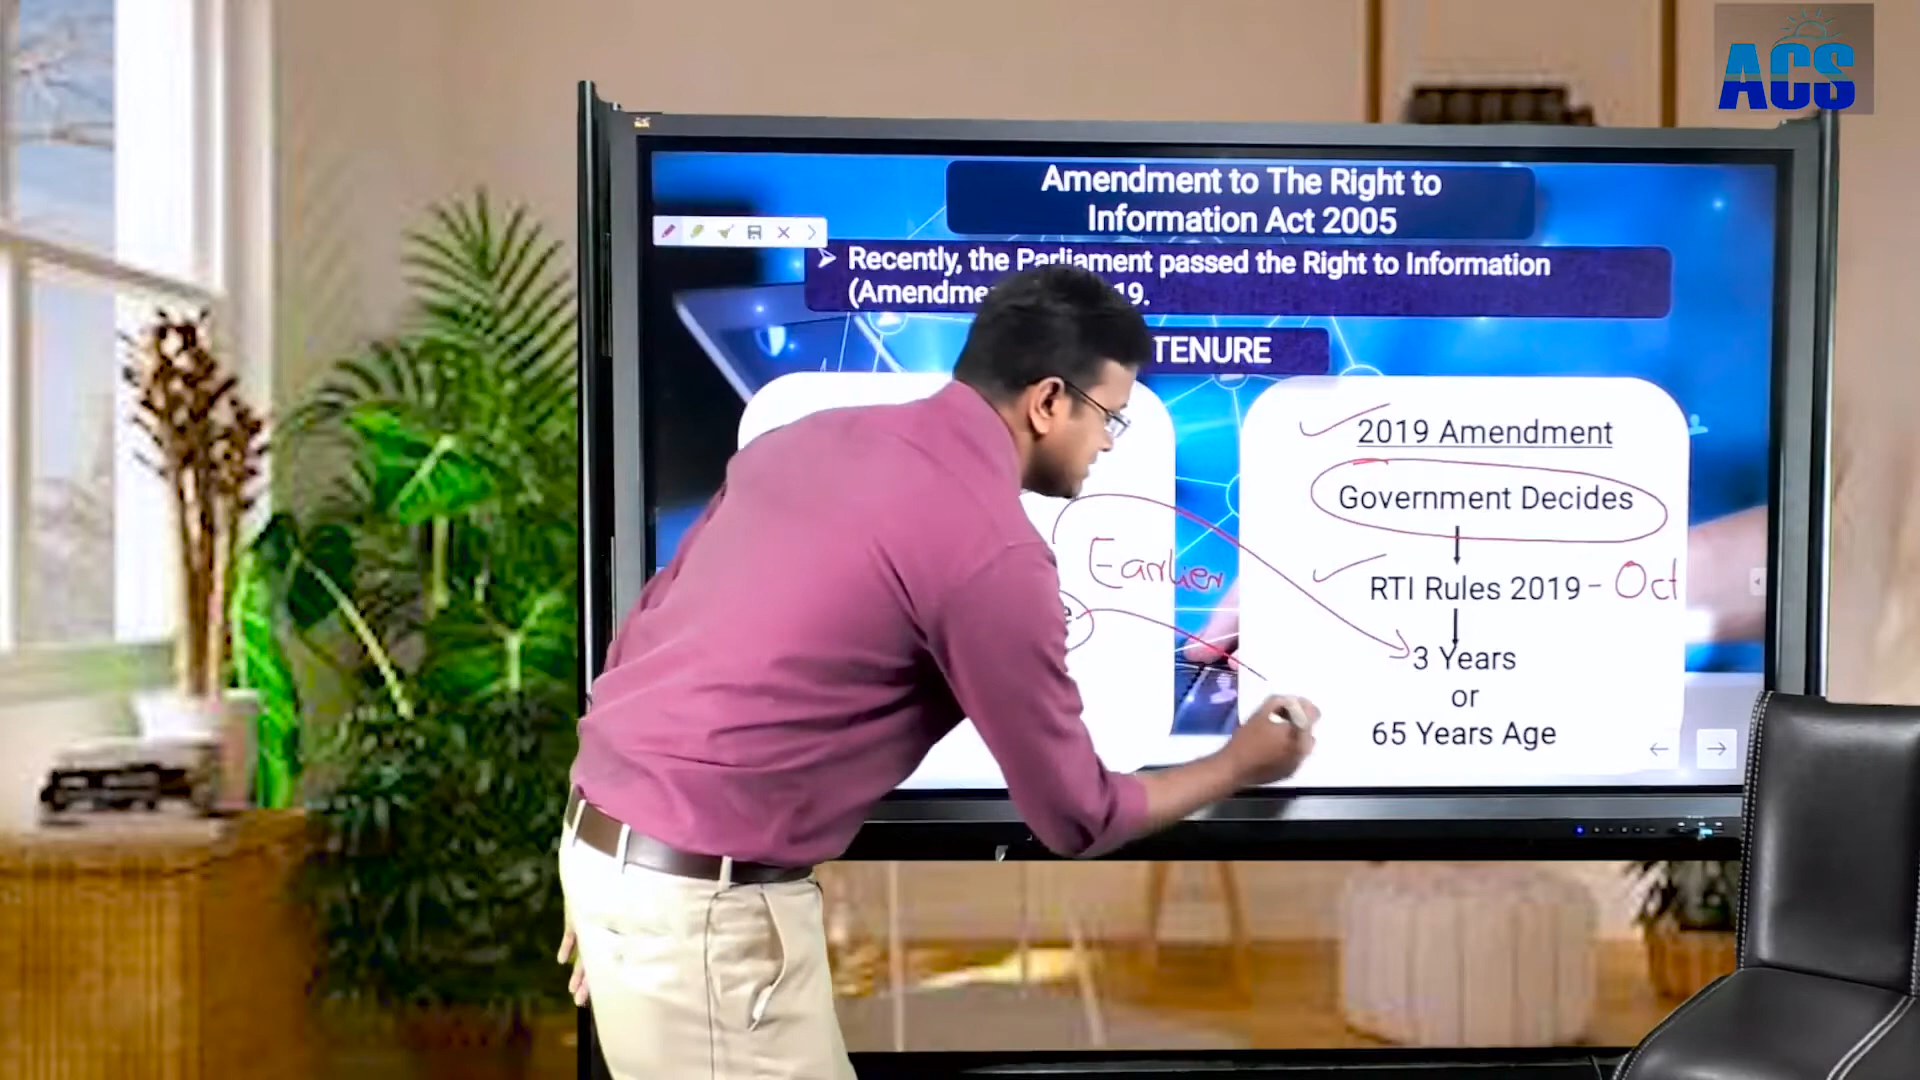 ACS
Amendment to The Right to
Information Act 2005
➤ Recently, the Parliament passed the Right to Information
(Amendme 19.
TENURE
2019 Amendment
Government Decides
Earlier
RTI Rules 2019 - Oct
3 Years
or
65 Years Age